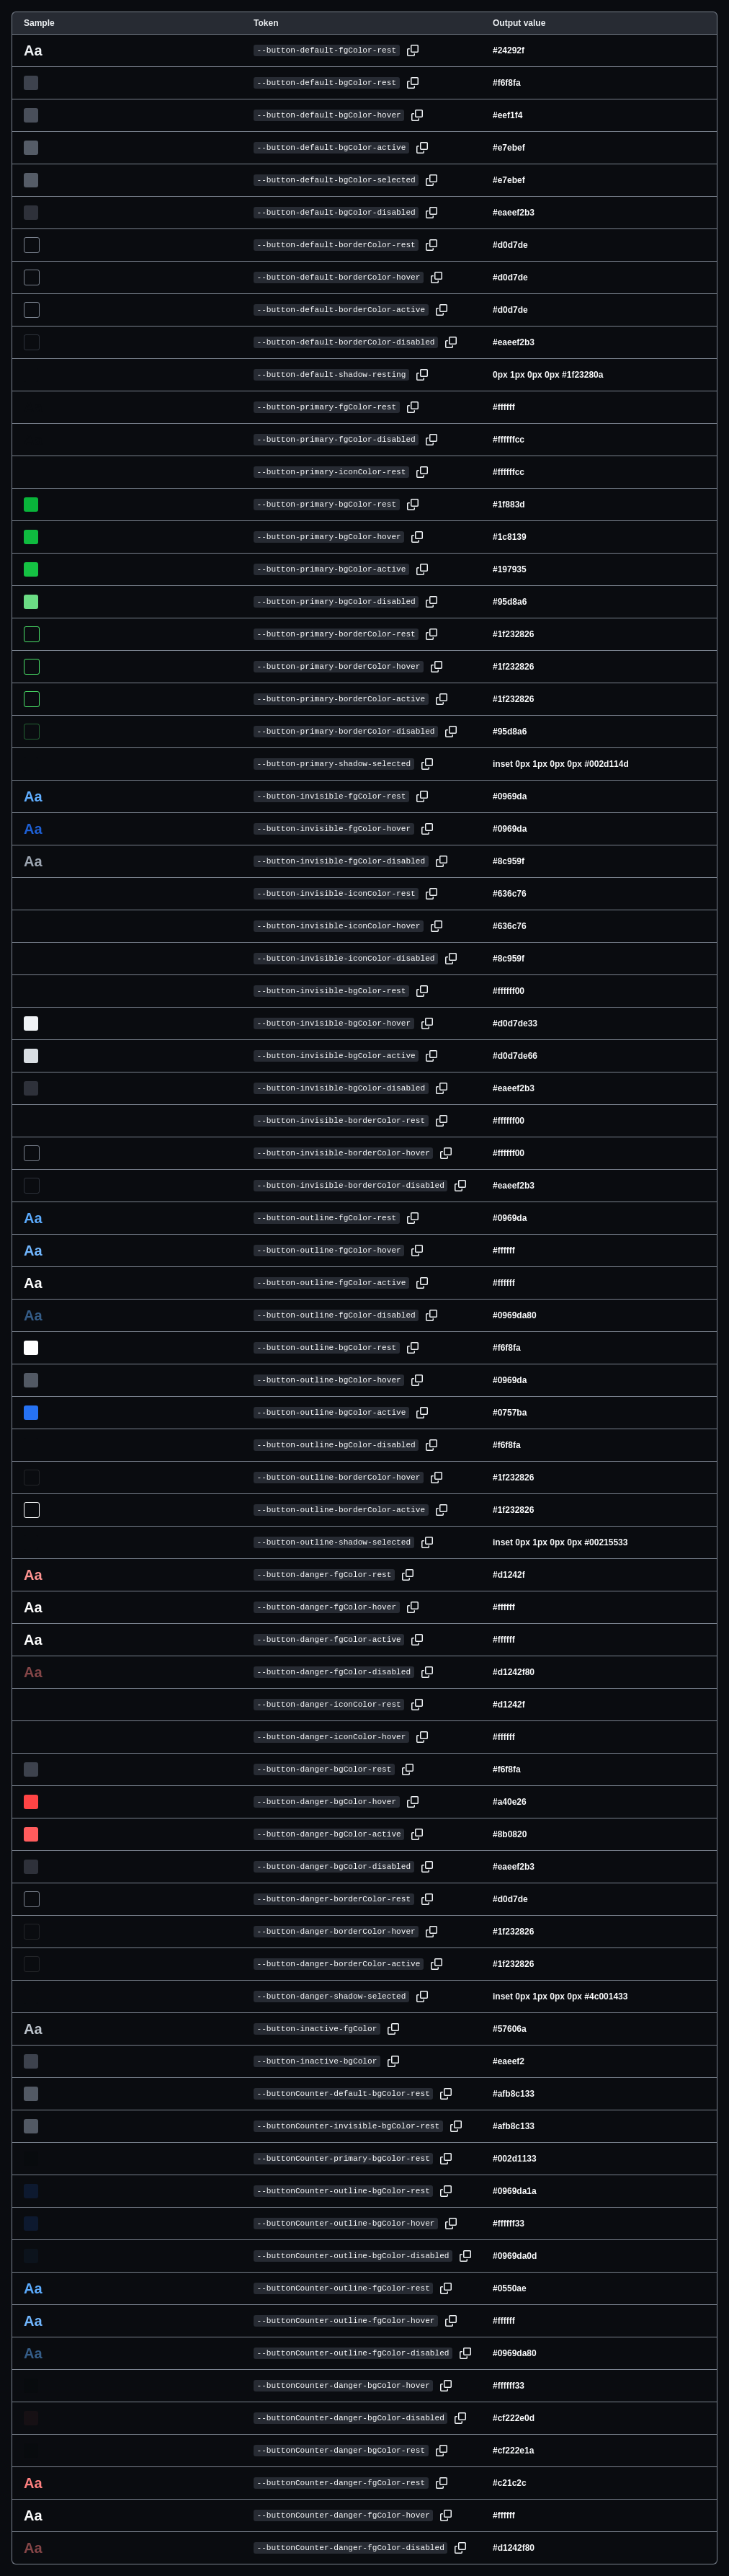 Sample Token Output value
Aa --button-default-fgColor-rest #24292f
--button-default-bgColor-rest #f6f8fa
--button-default-bgColor-hover #eef1f4
--button-default-bgColor-active #e7ebef
--button-default-bgColor-selected #e7ebef
--button-default-bgColor-disabled #eaeef2b3
--button-default-borderColor-rest #d0d7de
--button-default-borderColor-hover #d0d7de
--button-default-borderColor-active #d0d7de
--button-default-borderColor-disabled #eaeef2b3
--button-default-shadow-resting 0px 1px 0px 0px #1f23280a
--button-primary-fgColor-rest #ffffff
--button-primary-fgColor-disabled #ffffffcc
--button-primary-iconColor-rest #ffffffcc
--button-primary-bgColor-rest #1f883d
--button-primary-bgColor-hover #1c8139
--button-primary-bgColor-active #197935
--button-primary-bgColor-disabled #95d8a6
--button-primary-borderColor-rest #1f232826
--button-primary-borderColor-hover #1f232826
--button-primary-borderColor-active #1f232826
--button-primary-borderColor-disabled #95d8a6
--button-primary-shadow-selected inset 0px 1px 0px 0px #002d114d
Aa --button-invisible-fgColor-rest #0969da
Aa --button-invisible-fgColor-hover #0969da
Aa --button-invisible-fgColor-disabled #8c959f
--button-invisible-iconColor-rest #636c76
--button-invisible-iconColor-hover #636c76
--button-invisible-iconColor-disabled #8c959f
--button-invisible-bgColor-rest #ffffff00
--button-invisible-bgColor-hover #d0d7de33
--button-invisible-bgColor-active #d0d7de66
--button-invisible-bgColor-disabled #eaeef2b3
--button-invisible-borderColor-rest #ffffff00
--button-invisible-borderColor-hover #ffffff00
--button-invisible-borderColor-disabled #eaeef2b3
Aa --button-outline-fgColor-rest #0969da
Aa --button-outline-fgColor-hover #ffffff
Aa --button-outline-fgColor-active #ffffff
Aa --button-outline-fgColor-disabled #0969da80
--button-outline-bgColor-rest #f6f8fa
--button-outline-bgColor-hover #0969da
--button-outline-bgColor-active #0757ba
--button-outline-bgColor-disabled #f6f8fa
--button-outline-borderColor-hover #1f232826
--button-outline-borderColor-active #1f232826
--button-outline-shadow-selected inset 0px 1px 0px 0px #00215533
Aa --button-danger-fgColor-rest #d1242f
Aa --button-danger-fgColor-hover #ffffff
Aa --button-danger-fgColor-active #ffffff
Aa --button-danger-fgColor-disabled #d1242f80
--button-danger-iconColor-rest #d1242f
--button-danger-iconColor-hover #ffffff
--button-danger-bgColor-rest #f6f8fa
--button-danger-bgColor-hover #a40e26
--button-danger-bgColor-active #8b0820
--button-danger-bgColor-disabled #eaeef2b3
--button-danger-borderColor-rest #d0d7de
--button-danger-borderColor-hover #1f232826
--button-danger-borderColor-active #1f232826
--button-danger-shadow-selected inset 0px 1px 0px 0px #4c001433
Aa --button-inactive-fgColor #57606a
--button-inactive-bgColor #eaeef2
--buttonCounter-default-bgColor-rest #afb8c133
--buttonCounter-invisible-bgColor-rest #afb8c133
--buttonCounter-primary-bgColor-rest #002d1133
--buttonCounter-outline-bgColor-rest #0969da1a
--buttonCounter-outline-bgColor-hover #ffffff33
--buttonCounter-outline-bgColor-disabled #0969da0d
Aa --buttonCounter-outline-fgColor-rest #0550ae
Aa --buttonCounter-outline-fgColor-hover #ffffff
Aa --buttonCounter-outline-fgColor-disabled #0969da80
--buttonCounter-danger-bgColor-hover #ffffff33
--buttonCounter-danger-bgColor-disabled #cf222e0d
--buttonCounter-danger-bgColor-rest #cf222e1a
Aa --buttonCounter-danger-fgColor-rest #c21c2c
Aa --buttonCounter-danger-fgColor-hover #ffffff
Aa --buttonCounter-danger-fgColor-disabled #d1242f80